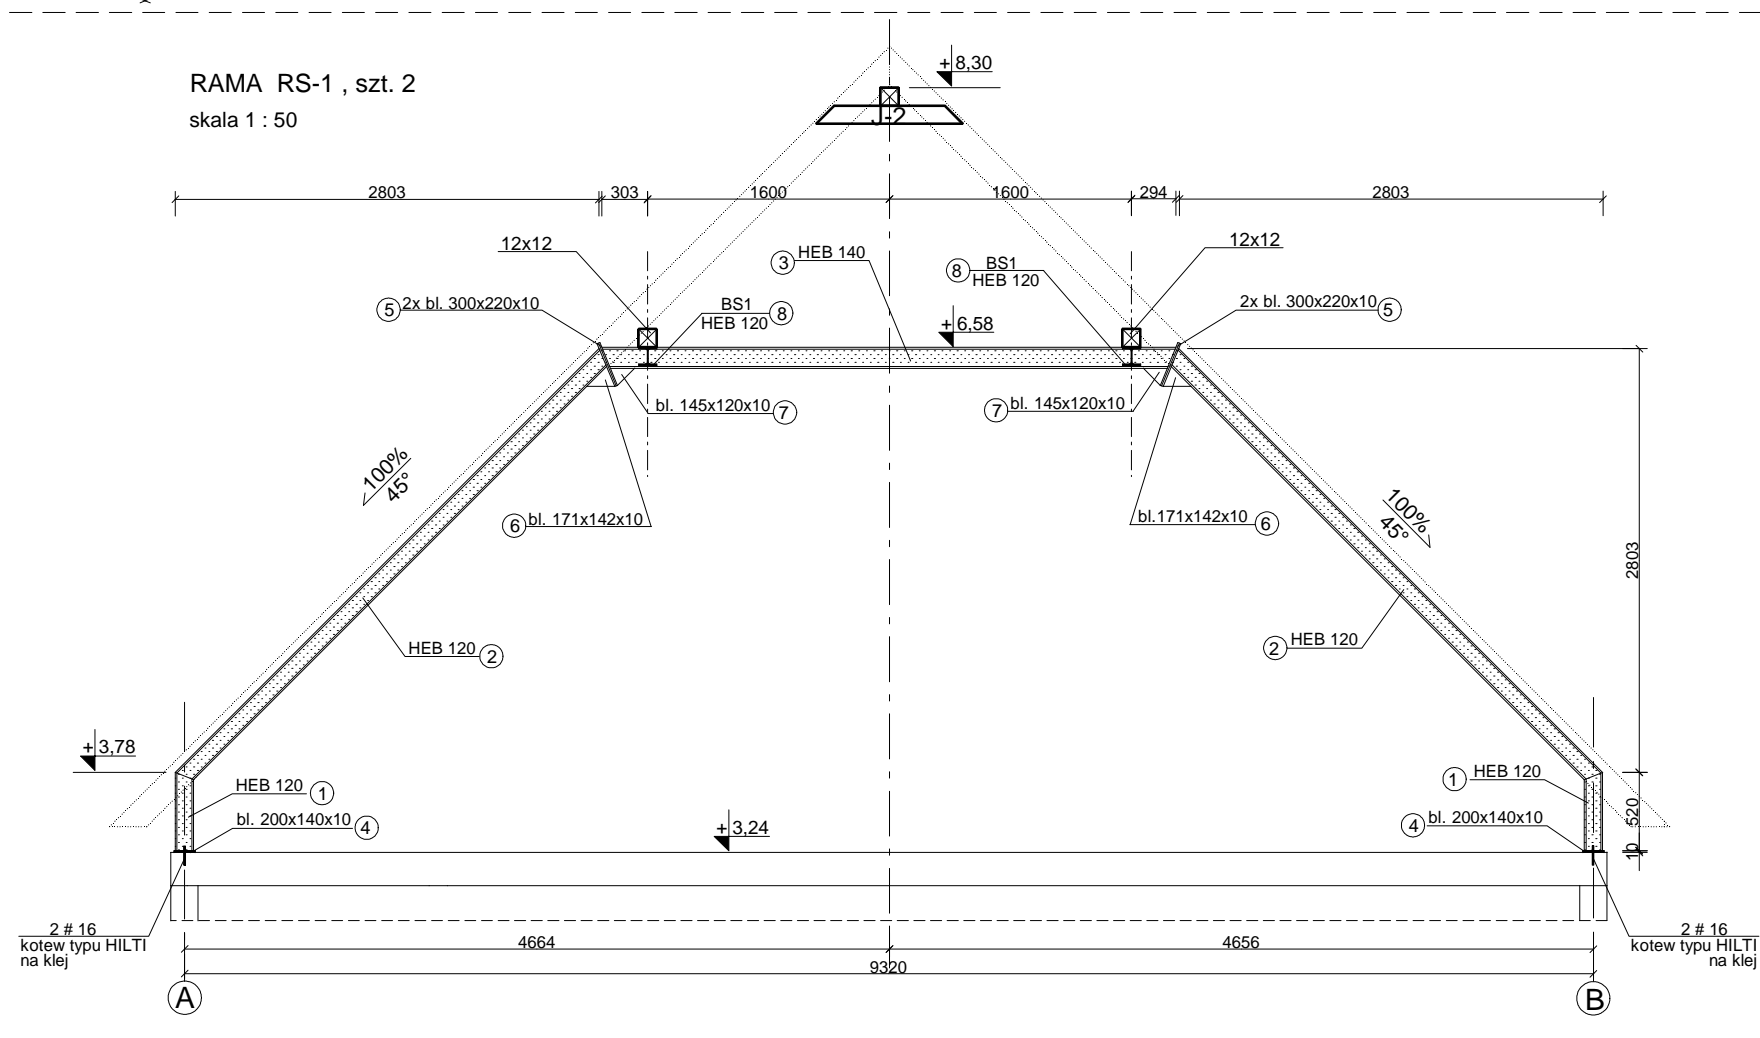 RAMA RS-1 , szt. 2
skala 1 : 50
+ 8,30
J-2
2803
303
1600
1600
294
2803
12x12
12x12
3 HEB 140
8 BS1
HEB 120
5 2x bl. 300x220x10
BS1
HEB 120 8
2x bl. 300x220x10 5
+ 6,58
bl. 145x120x10 7
7 bl. 145x120x10
100%
45°
100%
45°
6 bl. 171x142x10
bl.171x142x10 6
2803
HEB 120 2
2 HEB 120
+ 3,78
HEB 120 1
1 HEB 120
bl. 200x140x10 4
4 bl. 200x140x10
+ 3,24
520
10
2 # 16
kotew typu HILTI
na klej
2 # 16
kotew typu HILTI
na klej
4664
4656
9320
A
B